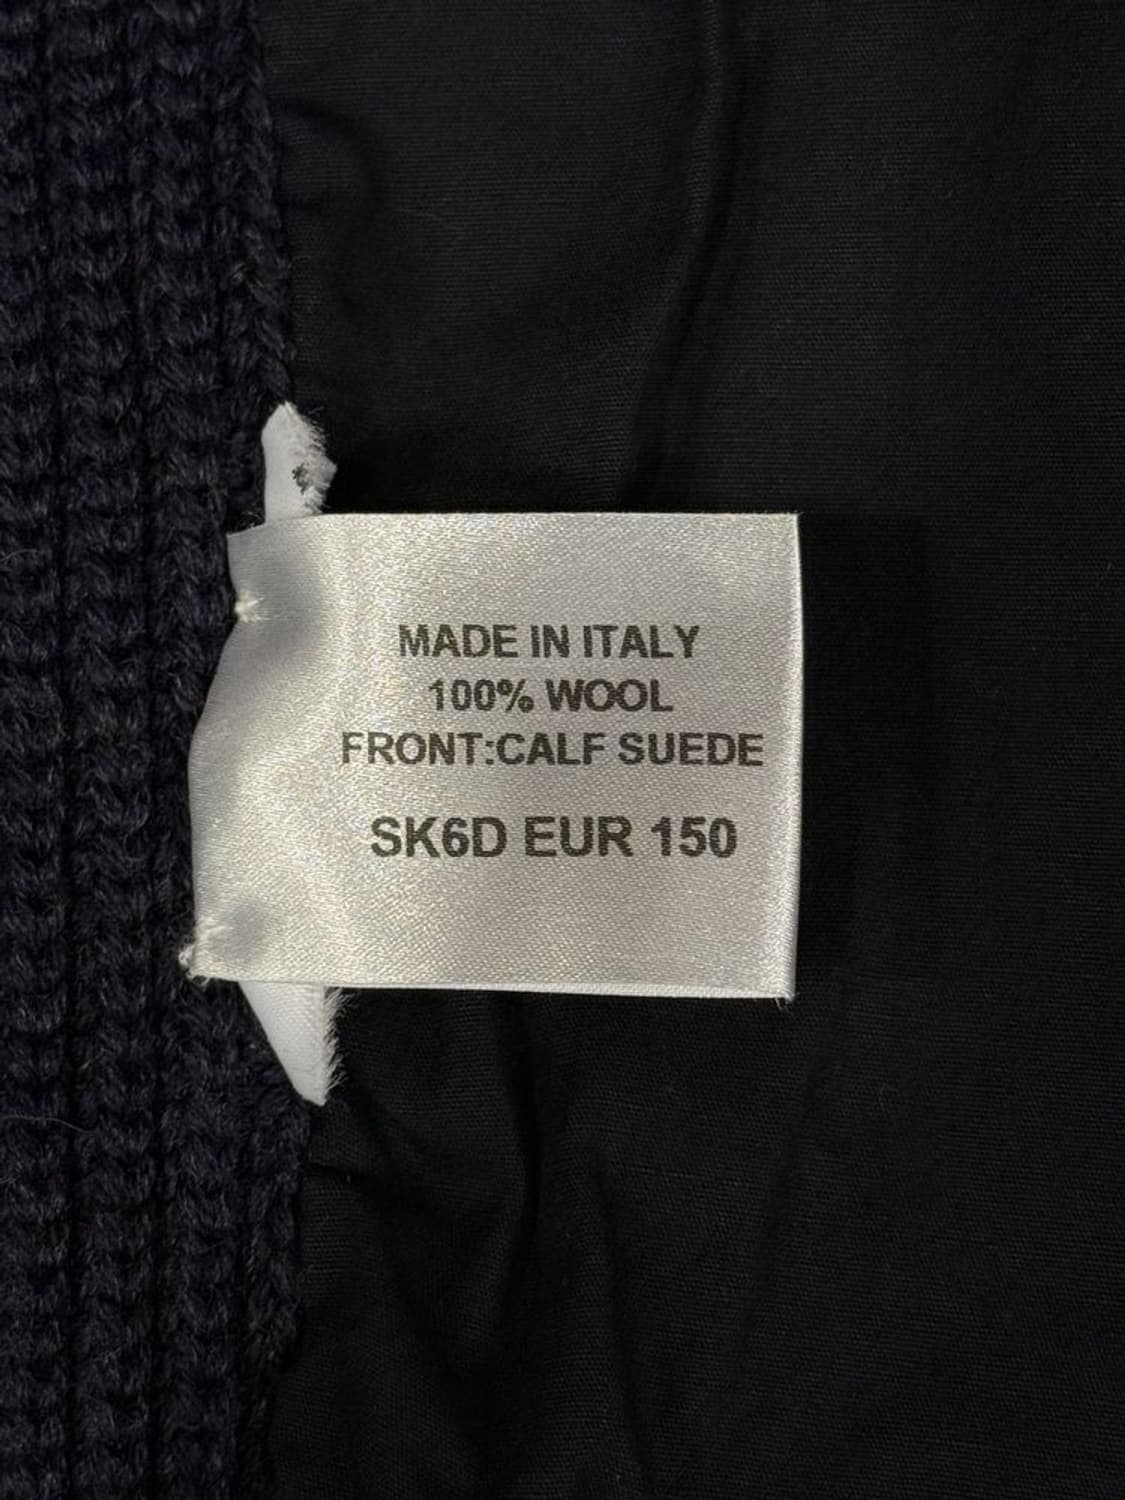 MADE IN ITALY
100% WOOL
FRONT:CALF SUEDE
SK6D EUR 150